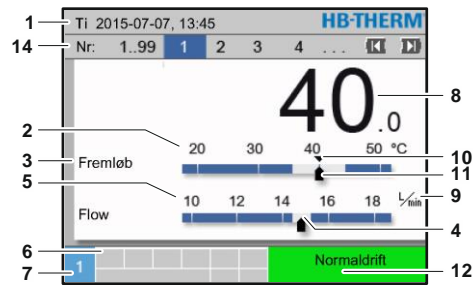 1 Ti 2015-07-07, 13:45 HB-THERM
14 Nr: 1..99 1 2 3 4 ...
40.0 8
2 20 30 40 50 °C 10
3 Fremløb 11
5 10 12 14 16 18 L/min 9
Flow 4
6 Normaldrift
7 1 12